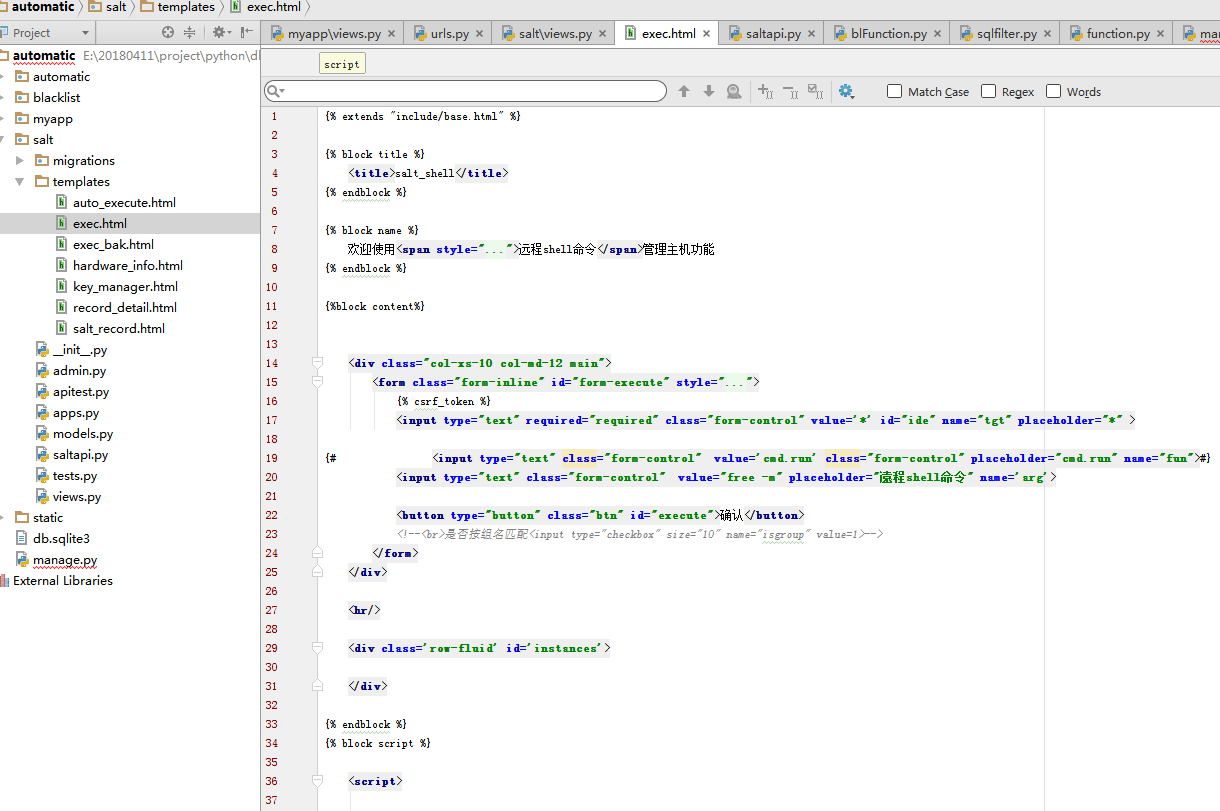 automatic salt templates exec.html
Project
myapp\views.py urls.py salt\views.py exec.html saltapi.py blFunction.py sqlfilter.py function.py
automatic E:\20180411\project\python\
automatic
blacklist
myapp
salt
migrations
templates
auto_execute.html
exec.html
exec_bak.html
hardware_info.html
key_manager.html
record_detail.html
salt_record.html
__init__.py
admin.py
apitest.py
apps.py
models.py
saltapi.py
tests.py
views.py
static
db.sqlite3
manage.py
External Libraries
script
Match Case Regex Words
1 {% extends "include/base.html" %}
2
3 {% block title %}
4 <title>salt_shell</title>
5 {% endblock %}
6
7 {% block name %}
8 欢迎使用<span style="...">远程shell命令</span>管理主机功能
9 {% endblock %}
10
11 {%block content%}
12
13
14 <div class="col-xs-10 col-md-12 main">
15 <form class="form-inline" id="form-execute" style="...">
16 {% csrf_token %}
17 <input type="text" required="required" class="form-control" value='*' id="ide" name="tgt" placeholder="*" >
18
19 {# <input type="text" class="form-control" value='cmd.run' class="form-control" placeholder="cmd.run" name="fun">#}
20 <input type="text" class="form-control" value="free -m" placeholder="遠程shell命令" name='arg'>
21
22 <button type="button" class="btn" id="execute">确认</button>
23 <!--<br>是否按组名匹配<input type="checkbox" size="10" name="isgroup" value=1>-->
24 </form>
25 </div>
26
27 <hr/>
28
29 <div class='row-fluid' id='instances'>
30
31 </div>
32
33 {% endblock %}
34 {% block script %}
35
36 <script>
37